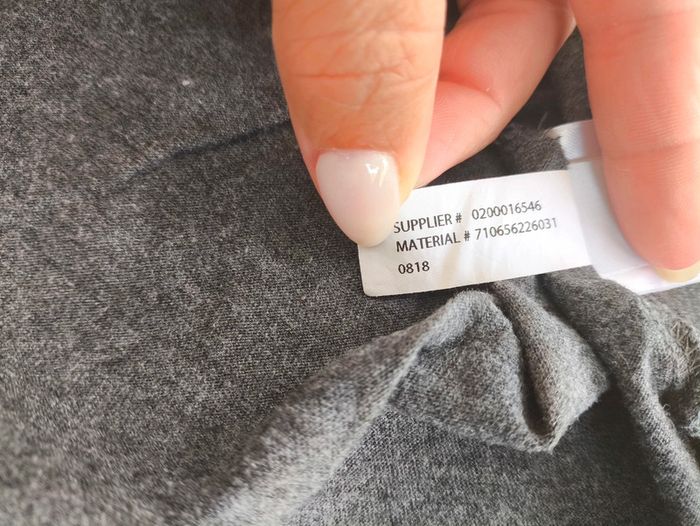 SUPPLIER # 0200016546
MATERIAL # 710656226031
0818